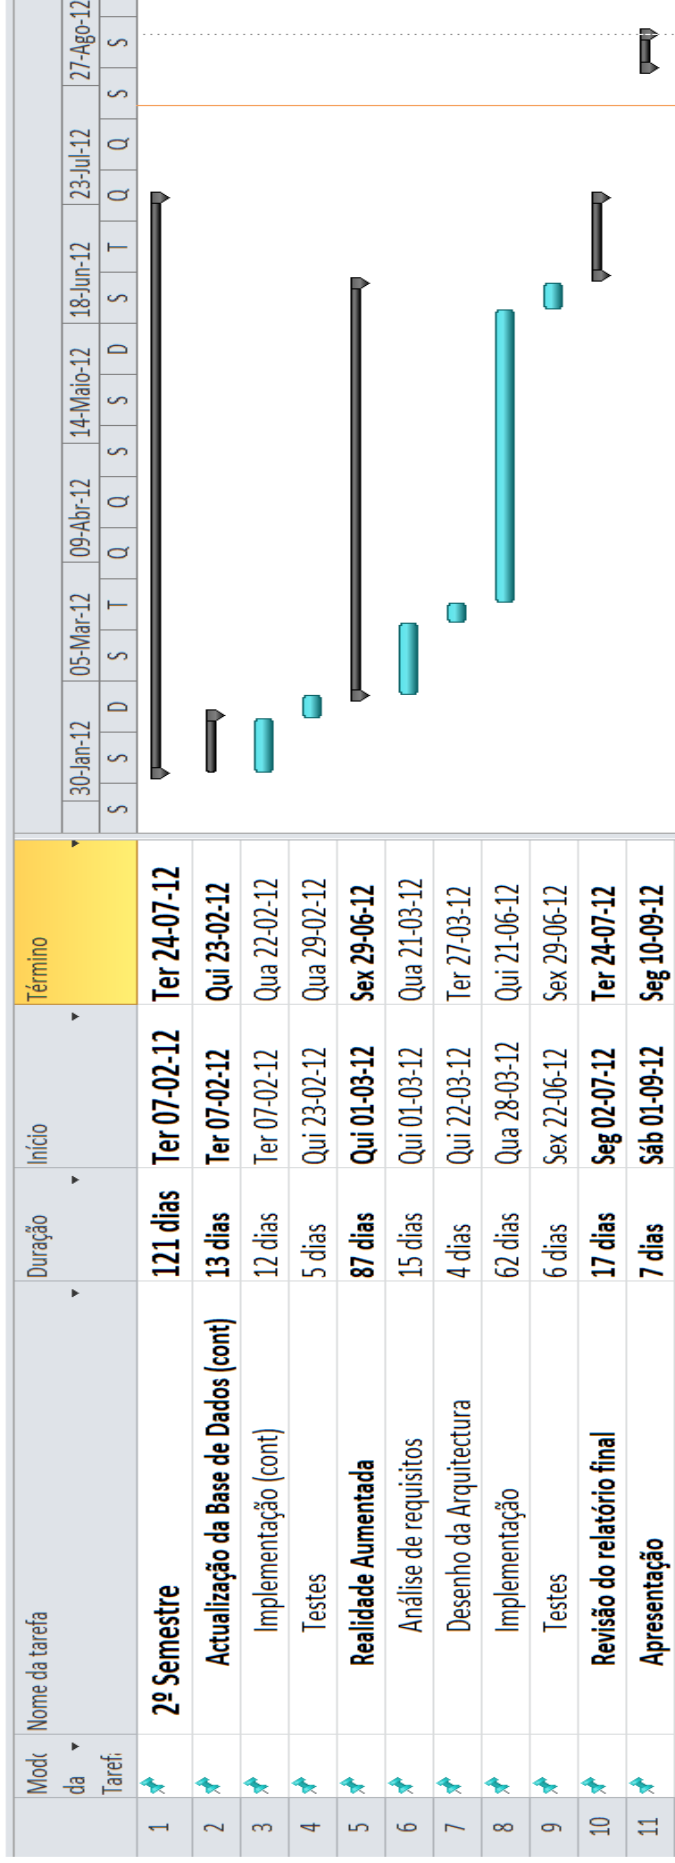 Modo Nome da tarefa Duração Início Término
da
Taref:
30-Jan-12 05-Mar-12 09-Abr-12 14-Maio-12 18-Jun-12 23-Jul-12 27-Ago-12
S S D S T Q Q S S D S T Q Q S S
1 2º Semestre 121 dias Ter 07-02-12 Ter 24-07-12
2 Actualização da Base de Dados (cont) 13 dias Ter 07-02-12 Qui 23-02-12
3 Implementação (cont) 12 dias Ter 07-02-12 Qua 22-02-12
4 Testes 5 dias Qui 23-02-12 Qua 29-02-12
5 Realidade Aumentada 87 dias Qui 01-03-12 Sex 29-06-12
6 Análise de requisitos 15 dias Qui 01-03-12 Qua 21-03-12
7 Desenho da Arquitectura 4 dias Qui 22-03-12 Ter 27-03-12
8 Implementação 62 dias Qua 28-03-12 Qui 21-06-12
9 Testes 6 dias Sex 22-06-12 Sex 29-06-12
10 Revisão do relatório final 17 dias Seg 02-07-12 Ter 24-07-12
11 Apresentação 7 dias Sáb 01-09-12 Seg 10-09-12